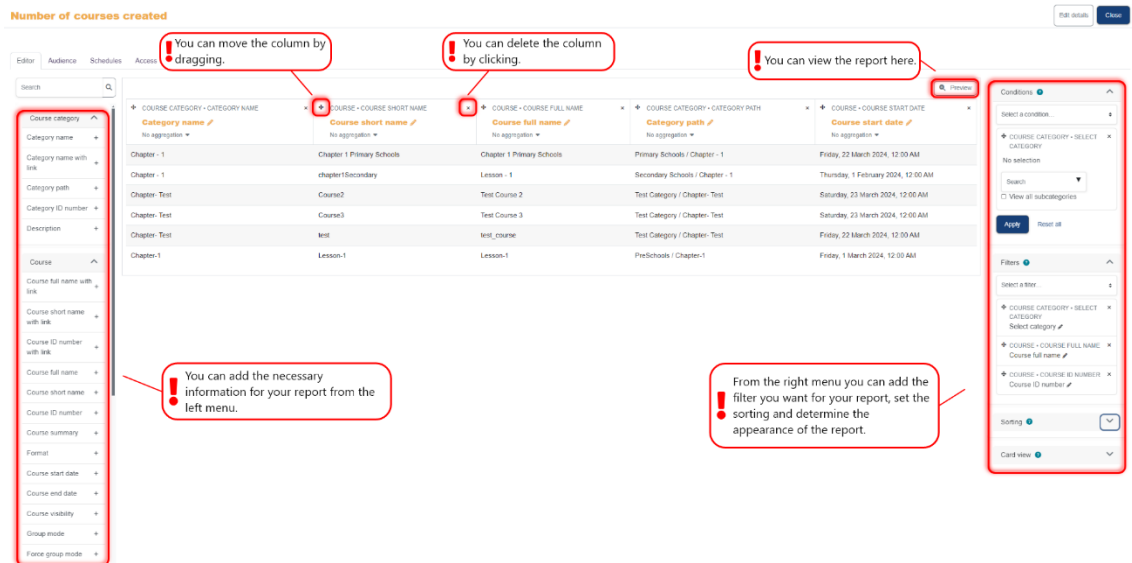 Number of courses created
Edit details
Close
Editor
Audience
Schedules
Access
You can move the column by
dragging.
You can delete the column
by clicking.
You can view the report here.
Search
Preview
Course category
Category name +
Category name with
link +
Category path +
Category ID number +
Description +
Course
Course full name with
link +
Course short name
with link +
Course ID number
with link +
Course full name +
Course short name +
Course ID number +
Course summary +
Format +
Course start date +
Course end date +
Course visibility +
Group mode +
Force group mode +
COURSE CATEGORY • CATEGORY NAME × COURSE • COURSE SHORT NAME × COURSE • COURSE FULL NAME × COURSE CATEGORY • CATEGORY PATH × COURSE • COURSE START DATE ×
Category name Course short name Course full name Category path Course start date
No aggregation No aggregation No aggregation No aggregation No aggregation
Chapter - 1 Chapter 1 Primary Schools Chapter 1 Primary Schools Primary Schools / Chapter - 1 Friday, 22 March 2024, 12:00 AM
Chapter - 1 chapter1Secondary Lesson - 1 Secondary Schools / Chapter - 1 Thursday, 1 February 2024, 12:00 AM
Chapter- Test Course2 Test Course 2 Test Category / Chapter- Test Saturday, 23 March 2024, 12:00 AM
Chapter- Test Course3 Test Course 3 Test Category / Chapter- Test Saturday, 23 March 2024, 12:00 AM
Chapter- Test test test_course Test Category / Chapter- Test Friday, 22 March 2024, 12:00 AM
Chapter-1 Lesson-1 Lesson-1 PreSchools / Chapter-1 Friday, 1 March 2024, 12:00 AM
You can add the necessary
information for your report from the
left menu.
From the right menu you can add the
filter you want for your report, set the
sorting and determine the
appearance of the report.
Conditions ?
Select a condition...
COURSE CATEGORY • SELECT ×
CATEGORY
No selection
Search ▼
View all subcategories
Apply Reset all
Filters ?
Select a filter...
COURSE CATEGORY • SELECT ×
CATEGORY
Select category
COURSE • COURSE FULL NAME ×
Course full name
COURSE • COURSE ID NUMBER ×
Course ID number
Sorting ?
Card view ?